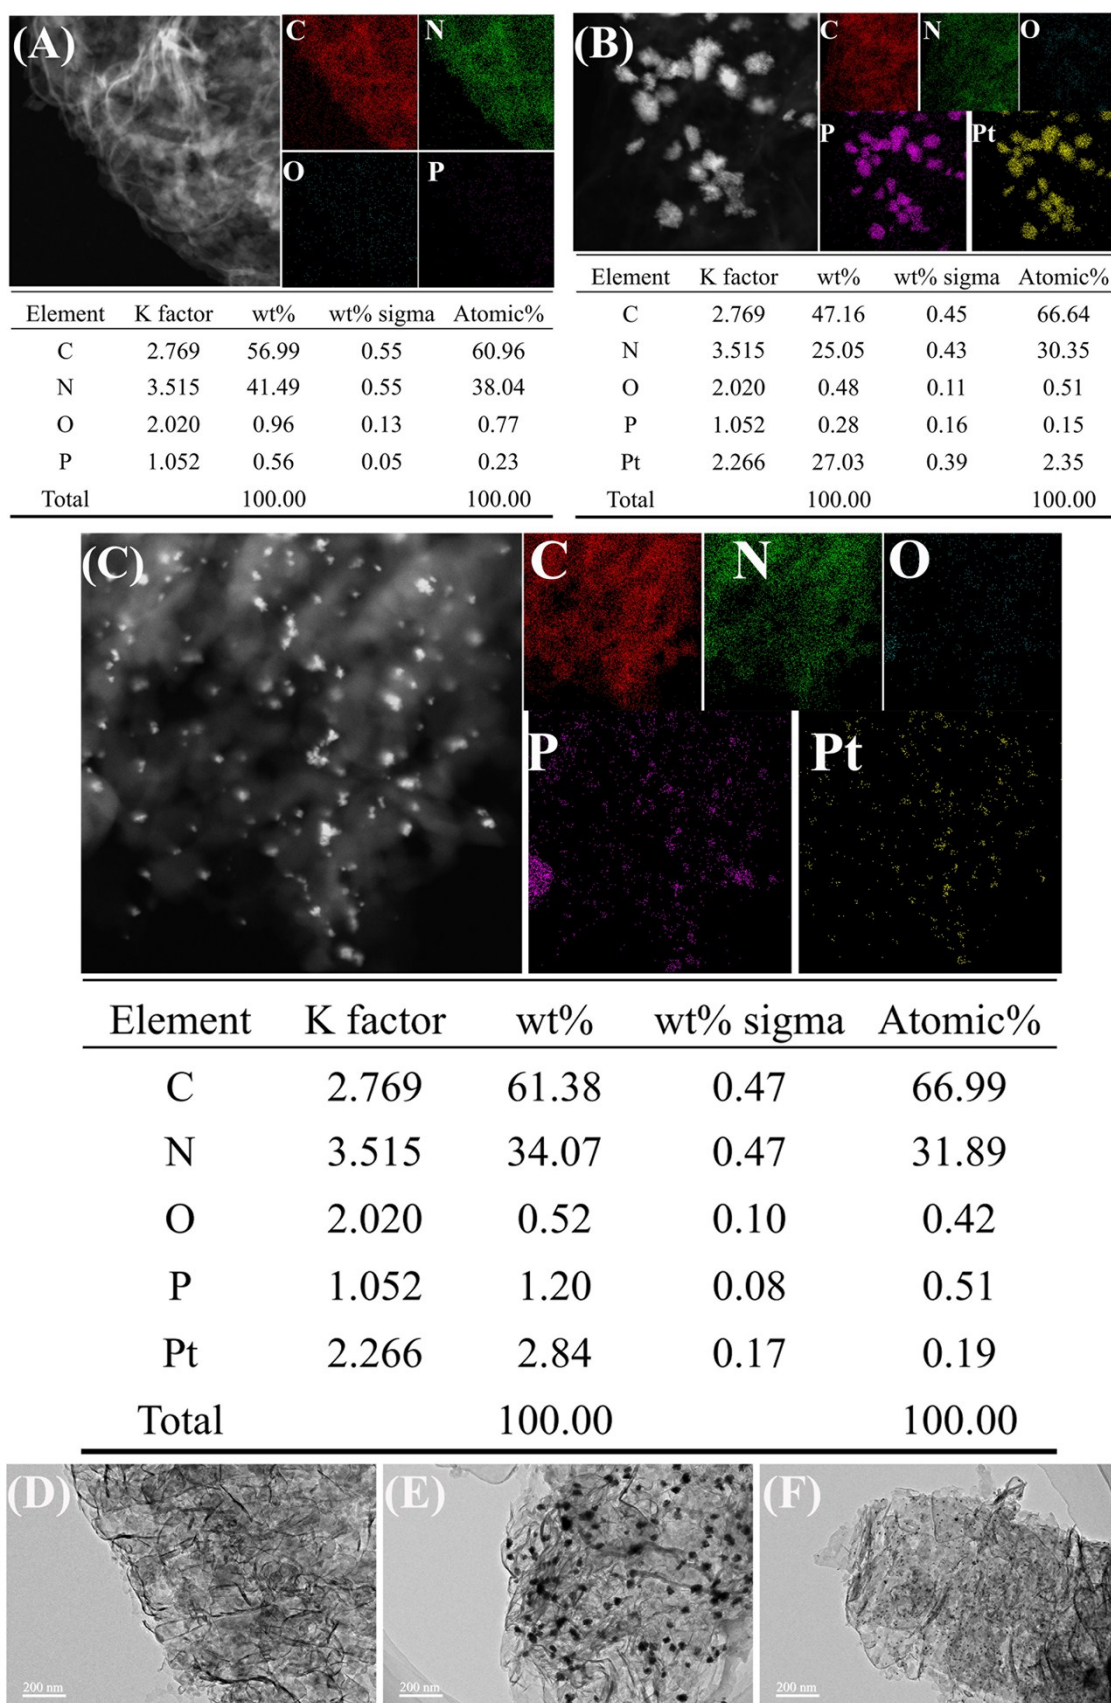 (A)
C
N
O
P
Element K factor wt% wt% sigma Atomic%
C 2.769 56.99 0.55 60.96
N 3.515 41.49 0.55 38.04
O 2.020 0.96 0.13 0.77
P 1.052 0.56 0.05 0.23
Total 100.00 100.00
(B)
C
N
O
P
Pt
Element K factor wt% wt% sigma Atomic%
C 2.769 47.16 0.45 66.64
N 3.515 25.05 0.43 30.35
O 2.020 0.48 0.11 0.51
P 1.052 0.28 0.16 0.15
Pt 2.266 27.03 0.39 2.35
Total 100.00 100.00
(C)
C
N
O
P
Pt
Element K factor wt% wt% sigma Atomic%
C 2.769 61.38 0.47 66.99
N 3.515 34.07 0.47 31.89
O 2.020 0.52 0.10 0.42
P 1.052 1.20 0.08 0.51
Pt 2.266 2.84 0.17 0.19
Total 100.00 100.00
(D)
200 nm
(E)
200 nm
(F)
200 nm